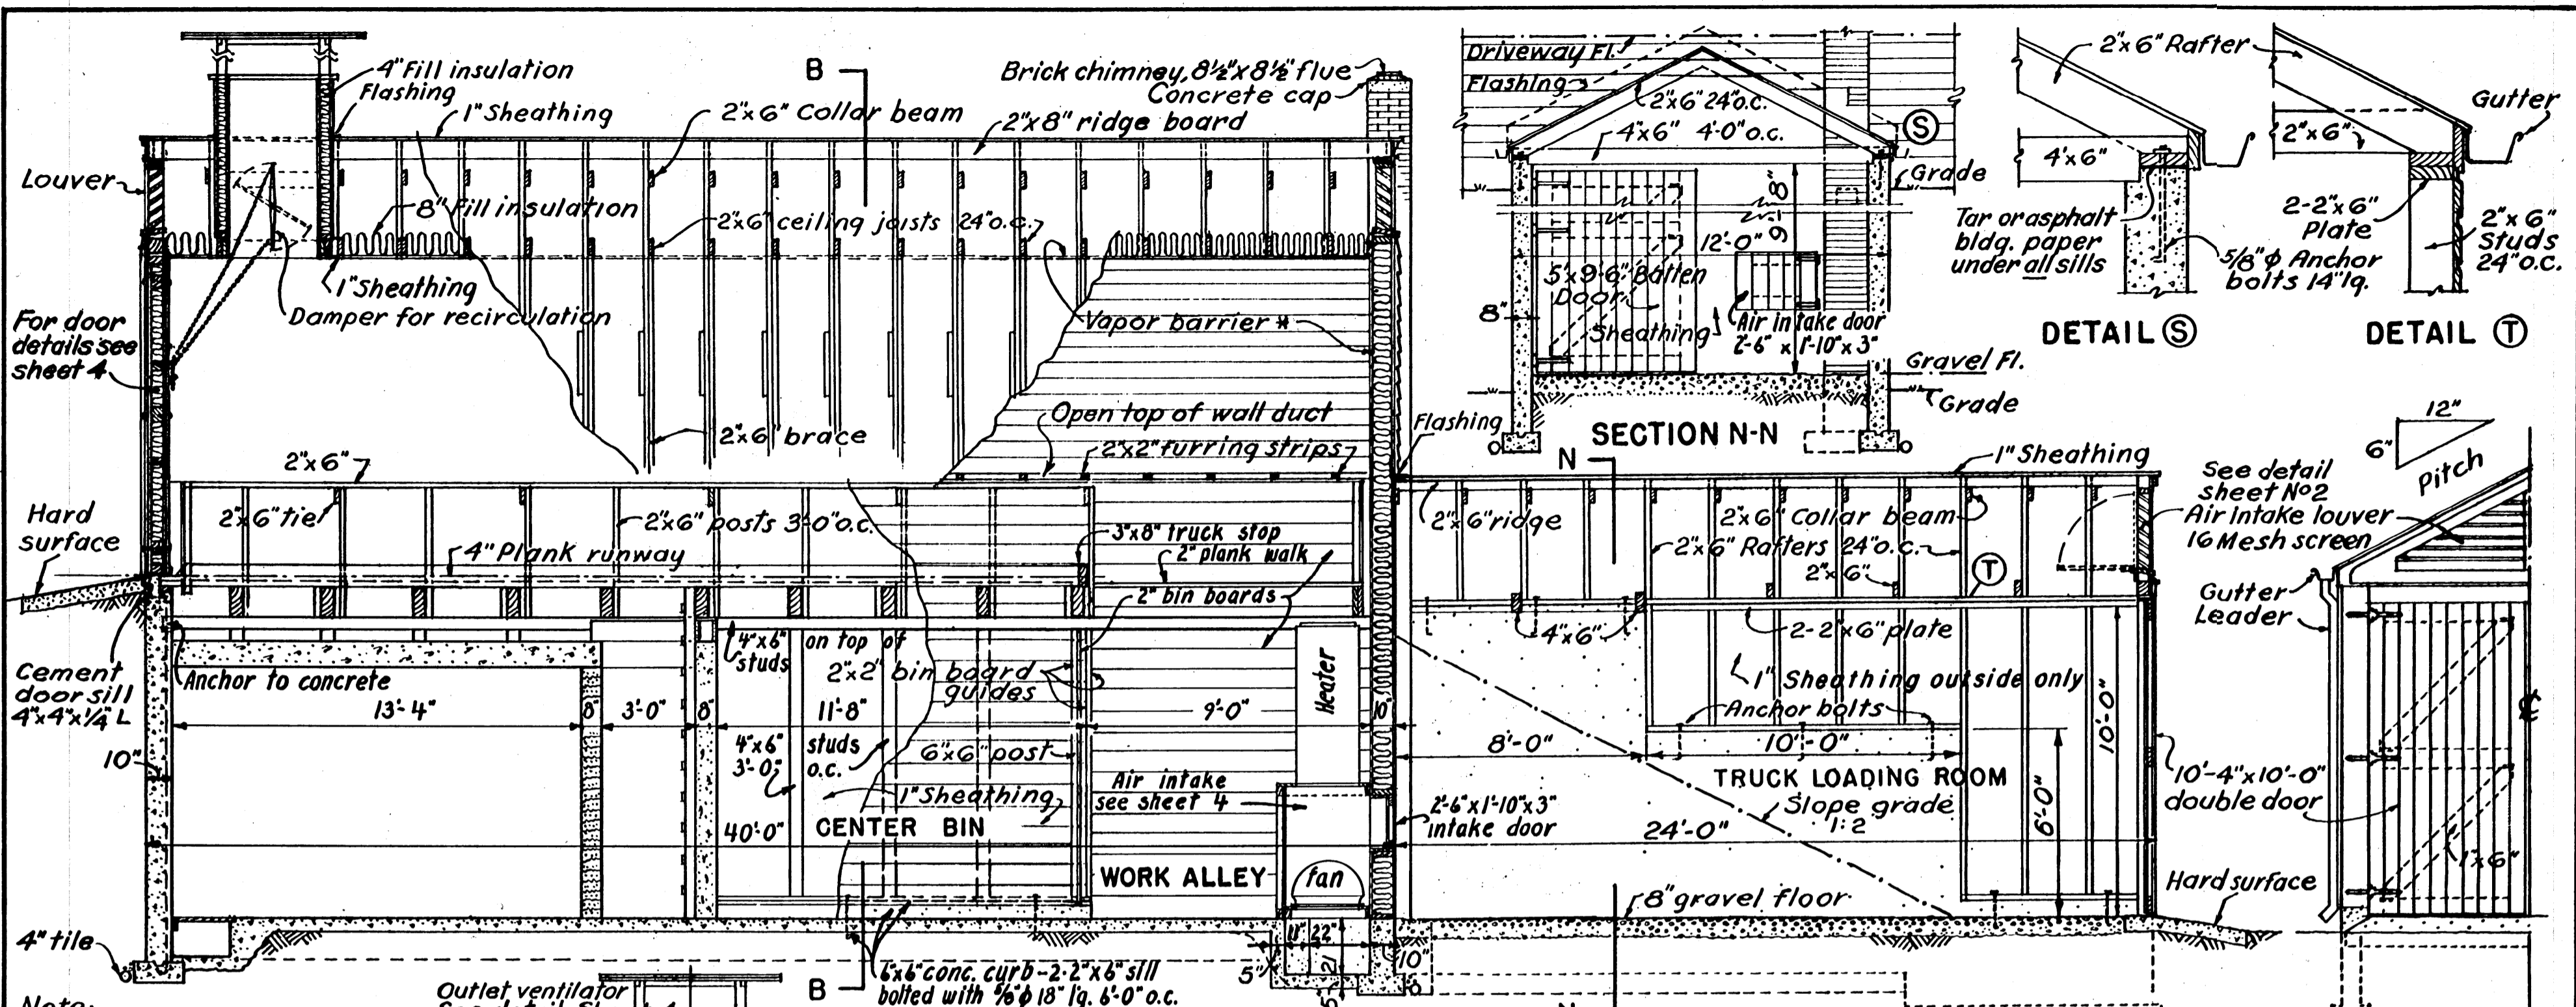 4" Fill insulation
Flashing
1" Sheathing
B
2"x6" Collar beam
Brick chimney, 8½"x8½" flue
Concrete cap
2"x8" ridge board
Louver
8" Fill insulation
2"x6" ceiling joists 24" o.c.
1" Sheathing
Damper for recirculation
Vapor barrier *
For door
details see
sheet 4
Open top of wall duct
2"x6" brace
2"x2" furring strips
Flashing
2"x6"
Hard
surface
2"x6" tie
2"x6" posts 3'-0" o.c.
3"x8" truck stop
4" Plank runway
2" plank walk
2" bin boards
Cement
door sill
4"x4"x¼" L
Anchor to concrete
4"x6" on top of
studs
2"x2" bin board
guides
Heater
13'-4"
8"
3'-0"
8"
11'-8"
9'-0"
10"
10"
4"x6" studs
3'-0" o.c.
6"x6" post
1" Sheathing
Air intake
see sheet 4
40'-0"
CENTER BIN
WORK ALLEY
fan
4" tile
11"
22"
21"
5"
10"
5"
6"x6" conc. curb-2-2"x6" sill
bolted with ⅝"ϕ 18" lg. 6'-0" o.c.
B
Outlet ventilator
Note:
Driveway Fl.
Flashing
2"x6" 24" o.c.
4"x6" 4'-0" o.c.
S
Grade
9'-8"
12'-0"
5'x9'-6" Batten
Door
8"
Sheathing
Air intake door
2'-6" x 1'-10" x 3"
Gravel Fl.
Grade
SECTION N-N
2"x6" Rafter
4"x6"
Tar or asphalt
bldg. paper
under all sills
⅝"ϕ Anchor
bolts 14" lg.
DETAIL S
Gutter
2"x6"
2-2"x6"
Plate
2"x6"
Studs
24" o.c.
DETAIL T
N
1" Sheathing
2"x6" ridge
2"x6" Collar beam
2"x6" Rafters 24" o.c.
2"x6"
T
4"x6"
2-2"x6" plate
1" Sheathing outside only
Anchor bolts
8'-0"
10'-0"
TRUCK LOADING ROOM
Slope grade
1:2
2'-6"x1'-10"x3"
intake door
24'-0"
6'-0"
10'-0"
8" gravel floor
See detail
sheet No 2
Air intake louver
16 Mesh screen
12"
6"
Pitch
Gutter
Leader
10'-4"x10'-0"
double door
1"x6"
℄
Hard surface